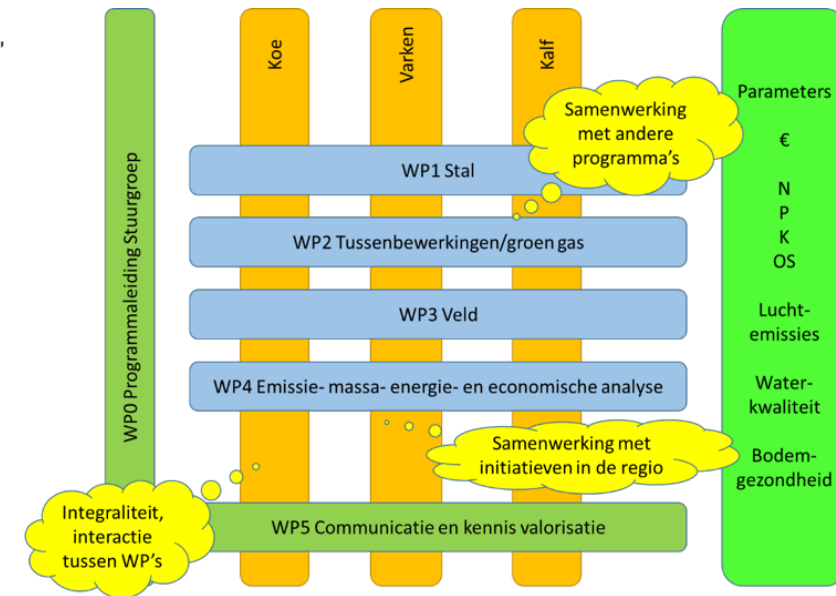 ,
Koe
Varken
Kalf
WP0 Programmaleiding Stuurgroep
Samenwerking
met andere
programma's
WP1 Stal
WP2 Tussenbewerkingen/groen gas
WP3 Veld
WP4 Emissie- massa- energie- en economische analyse
Samenwerking met
initiatieven in de regio
Integraliteit,
interactie
tussen WP's
WP5 Communicatie en kennis valorisatie
Parameters
€
N
P
K
OS
Lucht-
emissies
Water-
kwaliteit
Bodem-
gezondheid